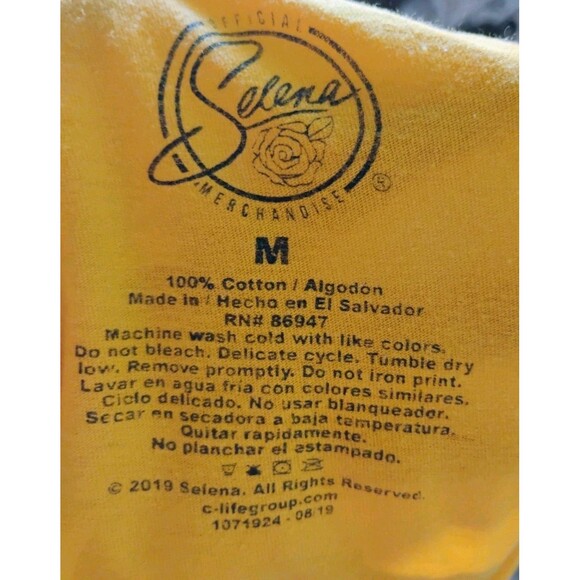 OFFICIAL
Selena
MERCHANDISE
®
M
100% Cotton / Algodon
Made in / Hecho en El Salvador
RN# 86947
Machine wash cold with like colors.
Do not bleach. Delicate cycle. Tumble dry
low. Remove promptly. Do not iron print.
Lavar en agua fría con colores similares.
Ciclo delicado. No usar blanqueador.
Secar en secadora a baja temperatura.
Quitar rapidamente.
No planchar el estampado.
© 2019 Selena. All Rights Reserved.
c-lifegroup.com
1071924 - 08/19